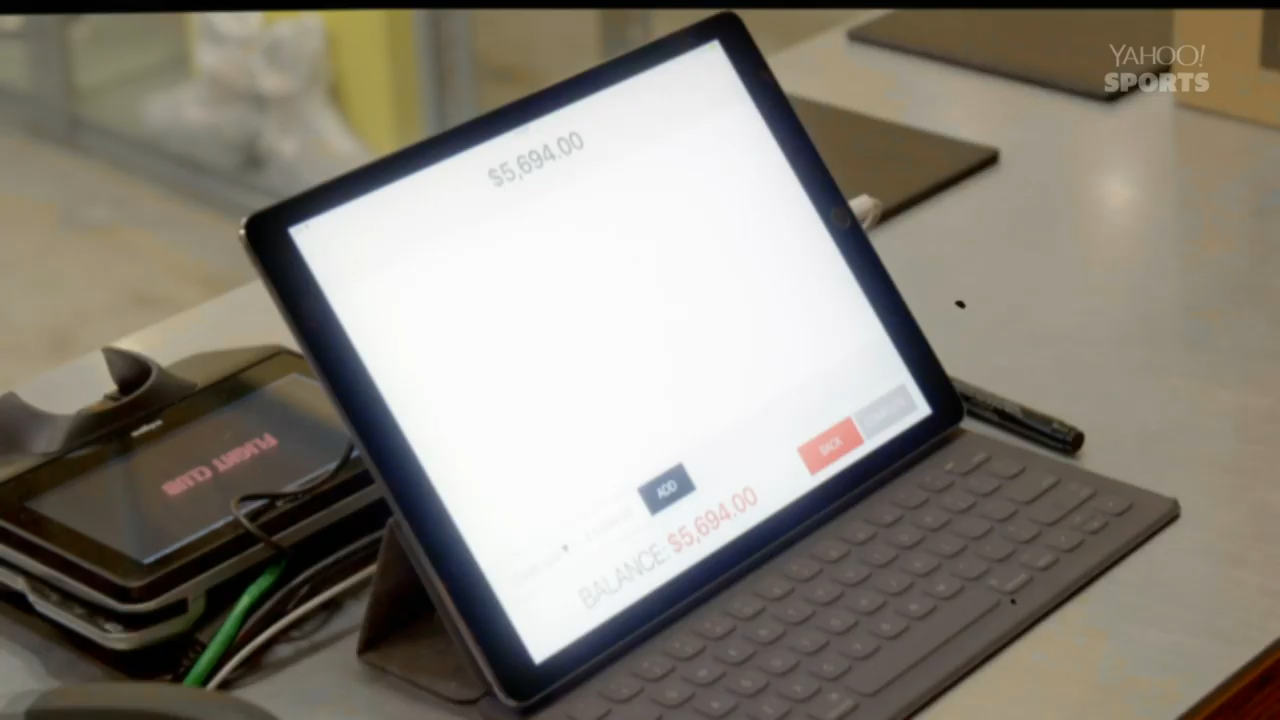 YAHOO!
SPORTS
$5,694.00
FLIGHT CLUB
BACK
ADD
BALANCE: $5,694.00